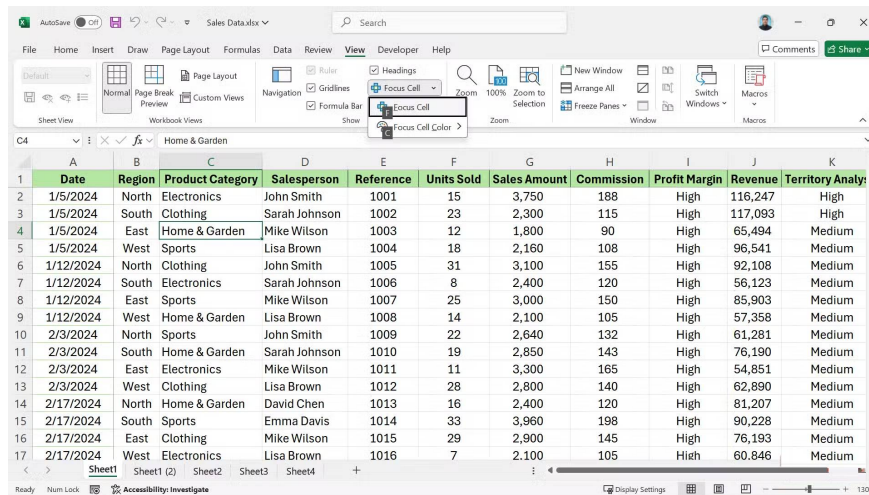 AutoSave Off Sales Data.xlsx Search
File Home Insert Draw Page Layout Formulas Data Review View Developer Help Comments Share
Default
Normal Page Break Preview Page Layout Custom Views
Navigation Ruler Gridlines Formula Bar Headings Focus Cell
Zoom 100% Zoom to Selection
New Window Arrange All Freeze Panes Switch Windows Macros
Focus Cell
F
Focus Cell Color
C
Sheet View Workbook Views Show Zoom Window Macros
C4 fx Home & Garden
A B C D E F G H I J K
1 Date Region Product Category Salesperson Reference Units Sold Sales Amount Commission Profit Margin Revenue Territory Analys
2 1/5/2024 North Electronics John Smith 1001 15 3,750 188 High 116,247 High
3 1/5/2024 South Clothing Sarah Johnson 1002 23 2,300 115 High 117,093 High
4 1/5/2024 East Home & Garden Mike Wilson 1003 12 1,800 90 High 65,494 Medium
5 1/5/2024 West Sports Lisa Brown 1004 18 2,160 108 High 96,541 Medium
6 1/12/2024 North Clothing John Smith 1005 31 3,100 155 High 92,108 Medium
7 1/12/2024 South Electronics Sarah Johnson 1006 8 2,400 120 High 56,123 Medium
8 1/12/2024 East Sports Mike Wilson 1007 25 3,000 150 High 85,903 Medium
9 1/12/2024 West Home & Garden Lisa Brown 1008 14 2,100 105 High 57,358 Medium
10 2/3/2024 North Sports John Smith 1009 22 2,640 132 High 61,281 Medium
11 2/3/2024 South Home & Garden Sarah Johnson 1010 19 2,850 143 High 76,190 Medium
12 2/3/2024 East Electronics Mike Wilson 1011 11 3,300 165 High 54,851 Medium
13 2/3/2024 West Clothing Lisa Brown 1012 28 2,800 140 High 62,890 Medium
14 2/17/2024 North Home & Garden David Chen 1013 16 2,400 120 High 81,207 Medium
15 2/17/2024 South Sports Emma Davis 1014 33 3,960 198 High 90,228 Medium
16 2/17/2024 East Clothing Mike Wilson 1015 29 2,900 145 High 76,193 Medium
17 2/17/2024 West Electronics Lisa Brown 1016 7 2,100 105 High 60,846 Medium
Sheet1 Sheet1 (2) Sheet2 Sheet3 Sheet4
Ready Num Lock Accessibility: Investigate Display Settings 130